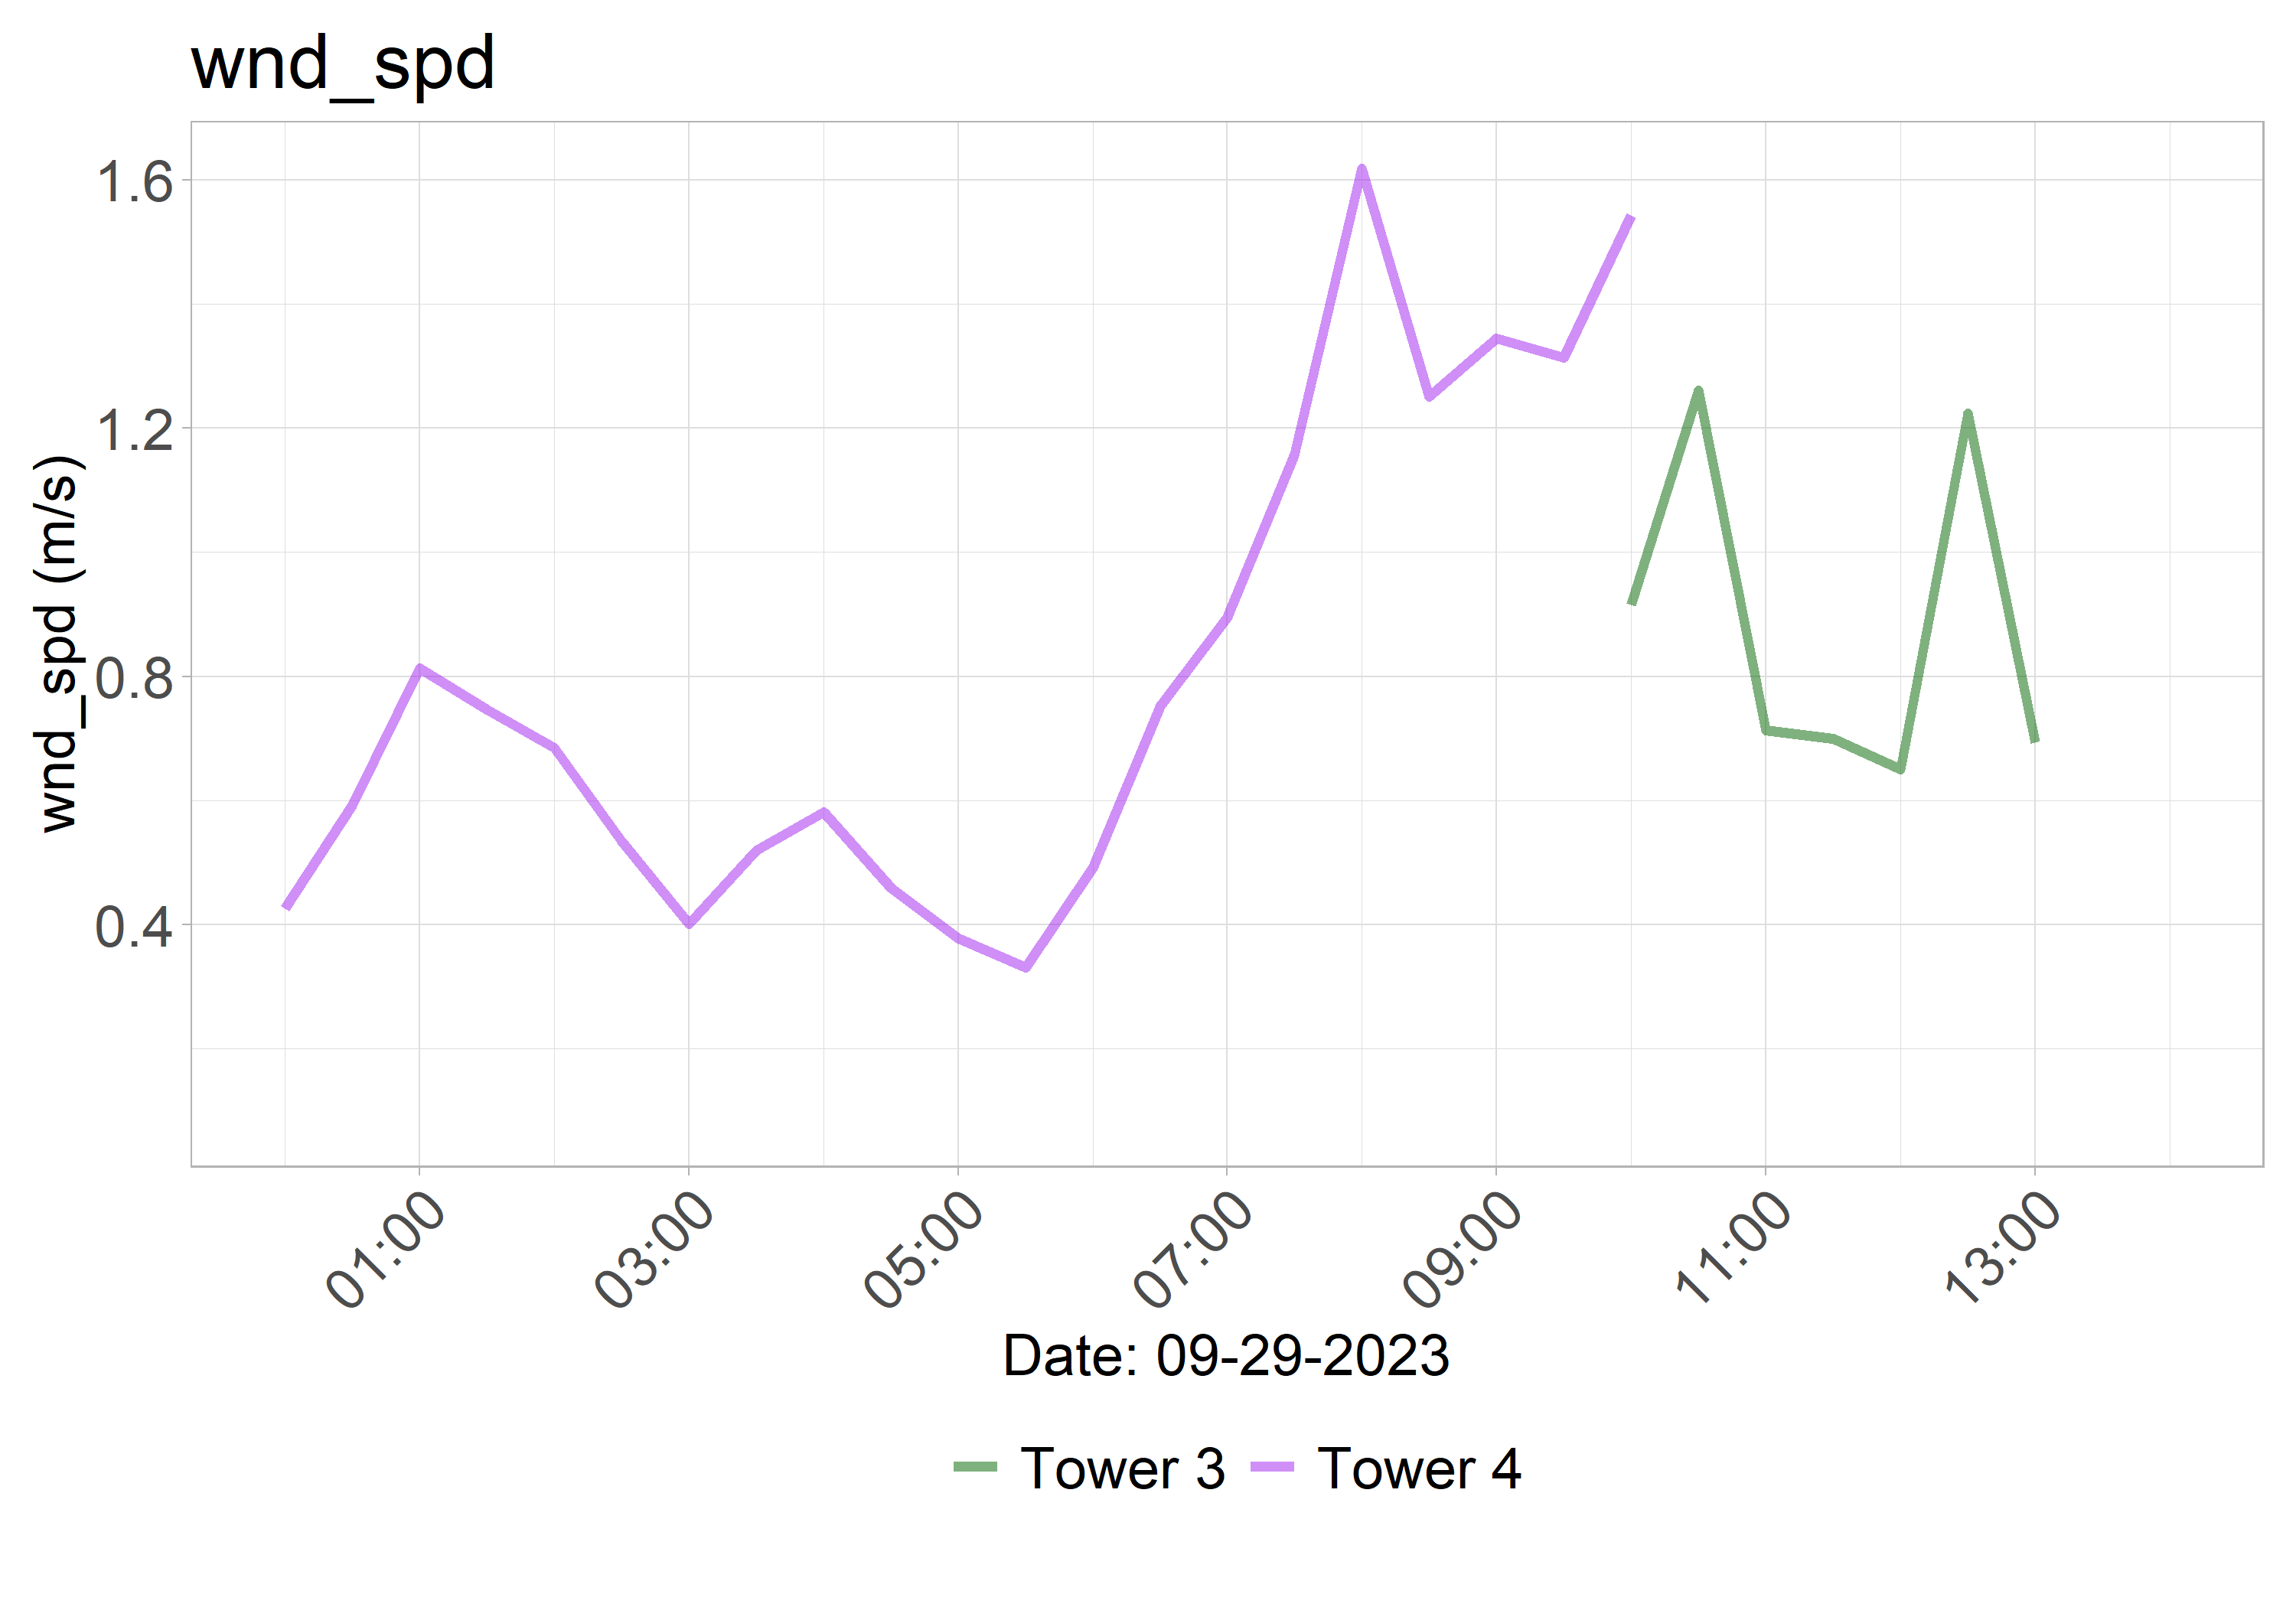 wnd_spd
1.6
1.2
0.8
0.4
wnd_spd (m/s)
01:00 03:00 05:00 07:00 09:00 11:00 13:00
Date: 09-29-2023
Tower 3 Tower 4